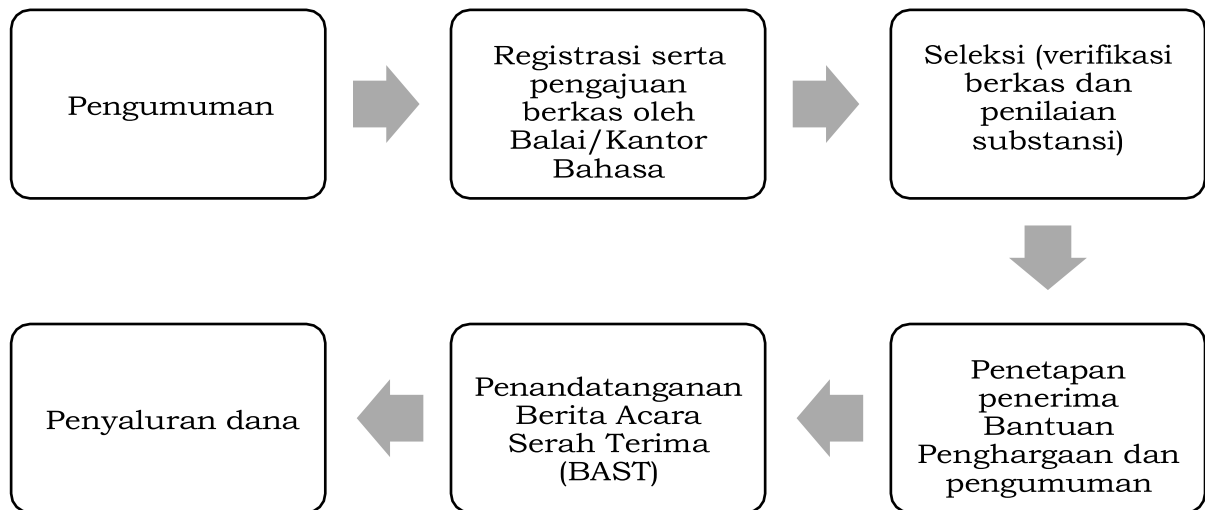 Pengumuman
Registrasi serta
pengajuan
berkas oleh
Balai/Kantor
Bahasa
Seleksi (verifikasi
berkas dan
penilaian
substansi)
Penetapan
penerima
Bantuan
Penghargaan dan
pengumuman
Penandatanganan
Berita Acara
Serah Terima
(BAST)
Penyaluran dana